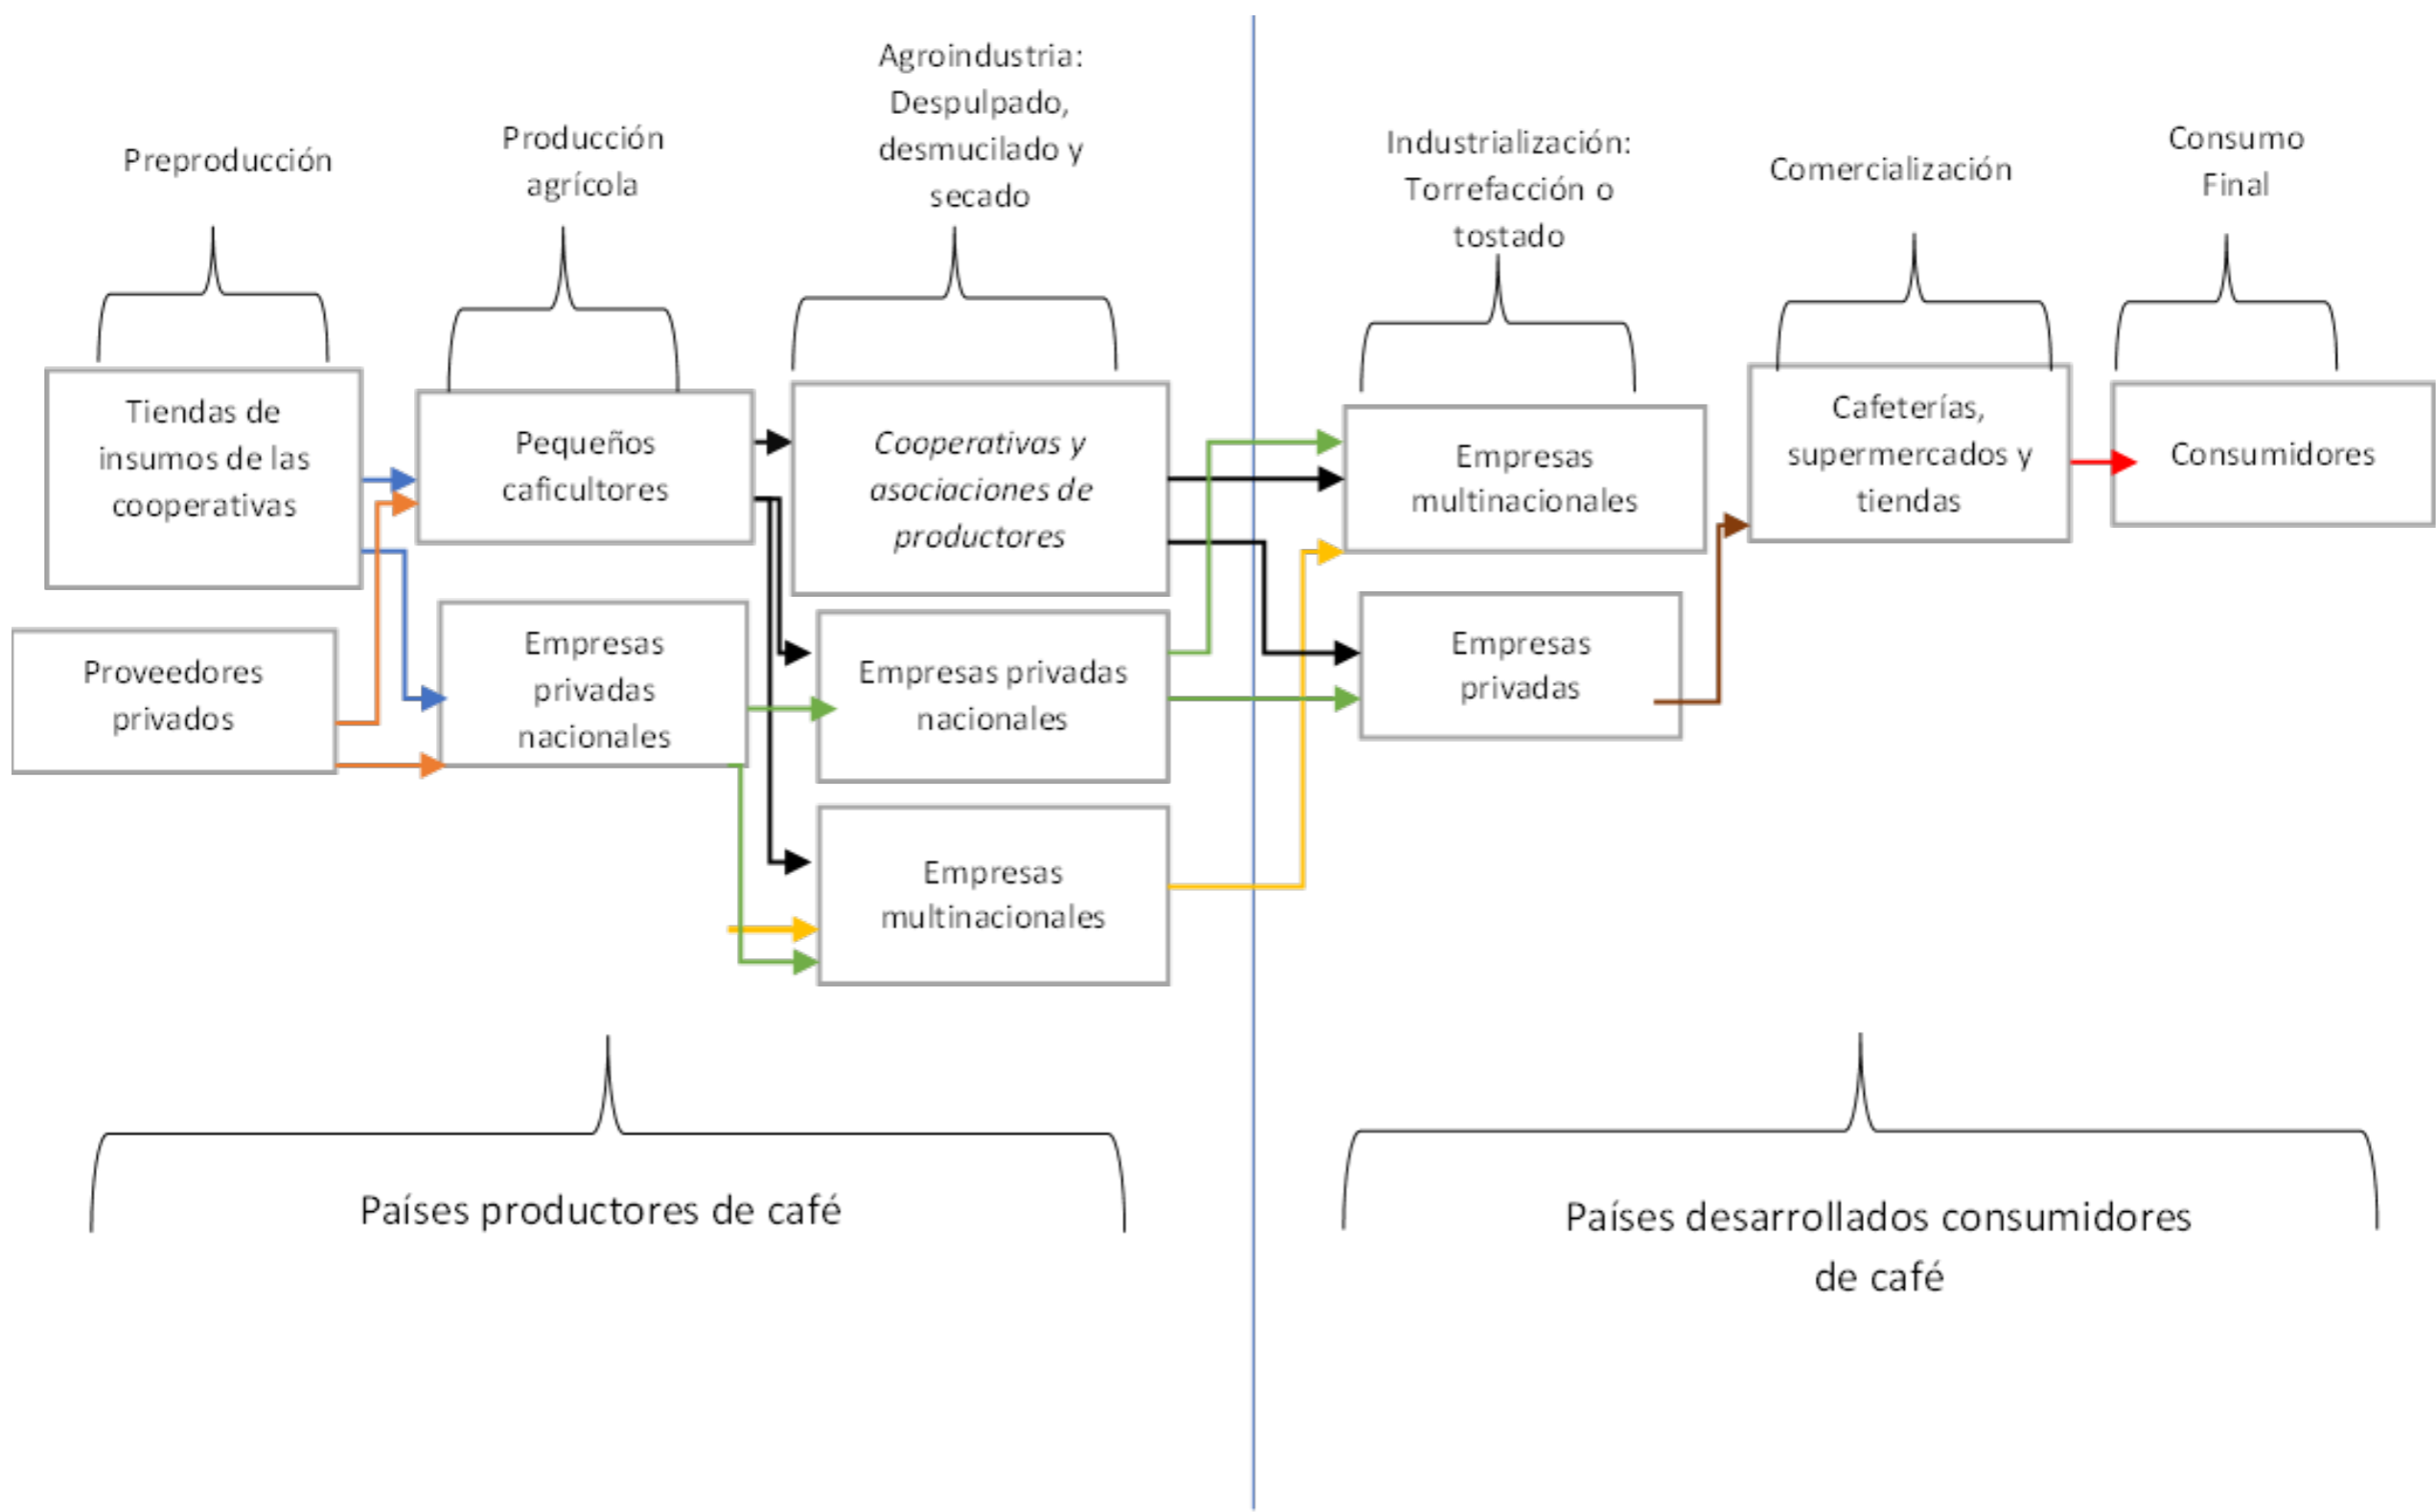 Preproducción
Producción
agrícola
Agroindustria:
Despulpado,
desmucilado y
secado
Industrialización:
Torrefacción o
tostado
Comercialización
Consumo
Final
Tiendas de
insumos de las
cooperativas
Proveedores
privados
Pequeños
caficultores
Empresas
privadas
nacionales
Cooperativas y
asociaciones de
productores
Empresas privadas
nacionales
Empresas
multinacionales
Empresas
multinacionales
Empresas
privadas
Cafeterías,
supermercados y
tiendas
Consumidores
Países productores de café
Países desarrollados consumidores
de café